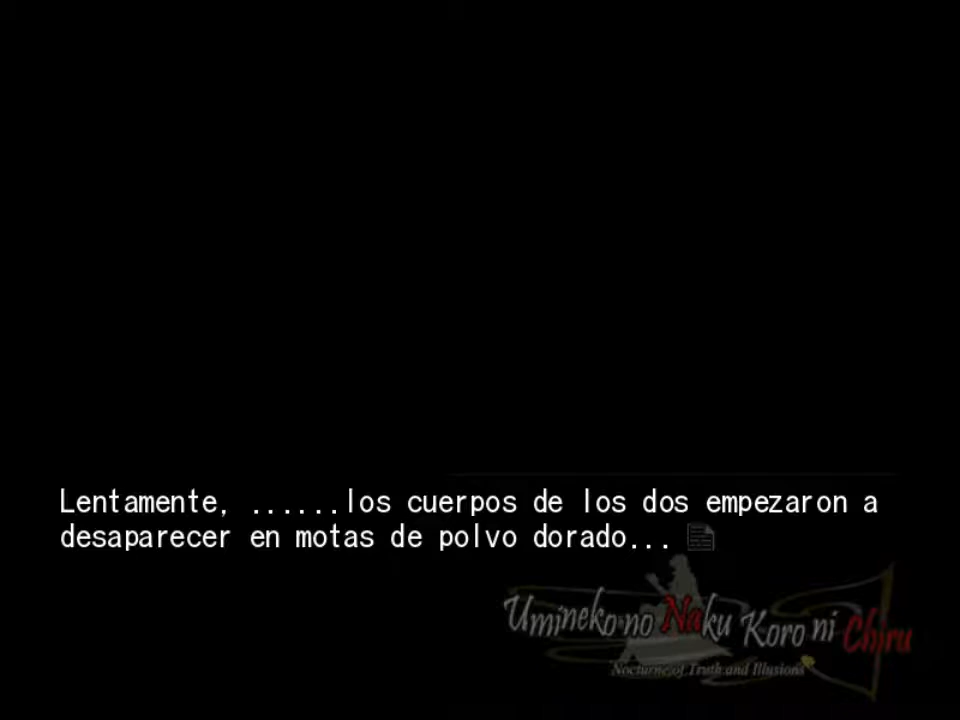 Lentamente, ......los cuerpos de los dos empezaron a
desaparecer en motas de polvo dorado...
Umineko no Naku Koro ni Chiru
Nocturne of Truth and Illusions